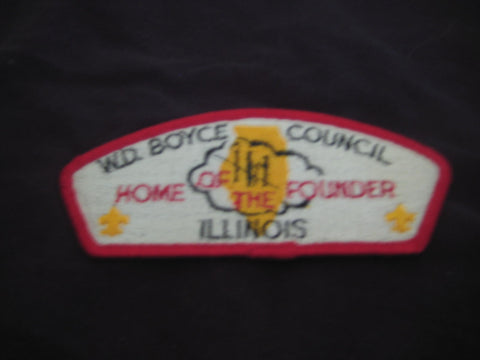 W.D. BOYCE COUNCIL
HOME OF THE FOUNDER
ILLINOIS